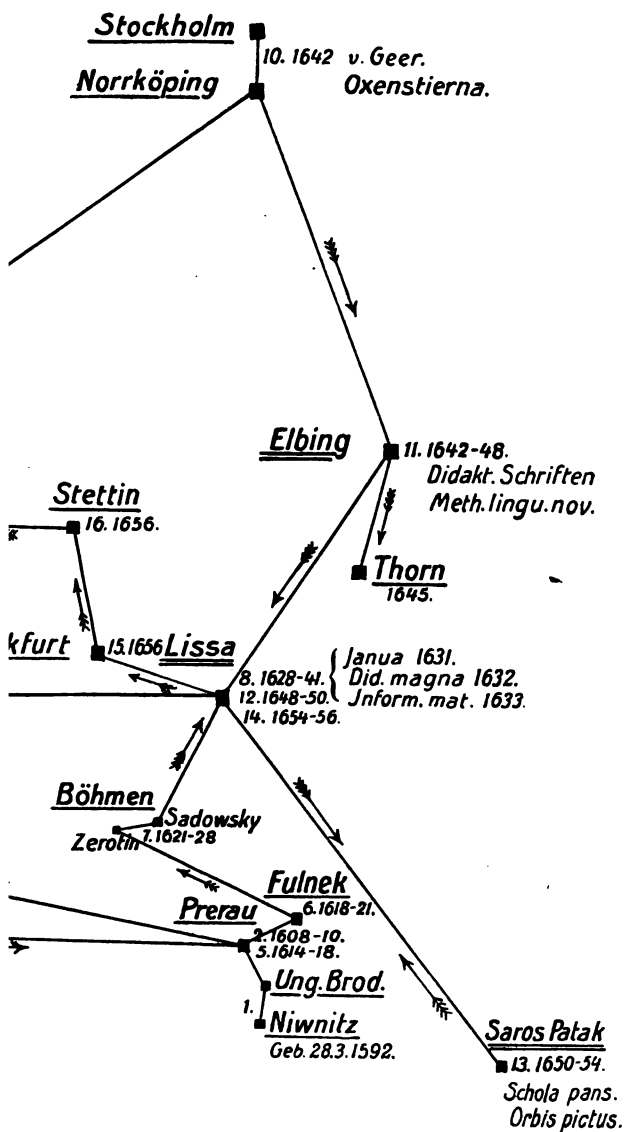 Stockholm
10. 1642 v. Geer.
Norrköping
Oxenstierna.
Elbing
11. 1642-48.
Didakt. Schriften
Meth. lingu. nov.
Stettin
16. 1656.
Thorn
1645.
kfurt
15. 1656
Lissa
8. 1628-41.
12. 1648-50.
14. 1654-56.
Janua 1631.
Did. magna 1632.
Jnform. mat. 1633.
Böhmen
Sadowsky
Zerotin
7. 1621-28
Fulnek
6. 1618-21.
Prerau
2. 1608-10.
5. 1614-18.
Ung. Brod.
1.
Niwnitz
Geb. 28.3.1592.
Saros Patak
13. 1650-54.
Schola pans.
Orbis pictus.